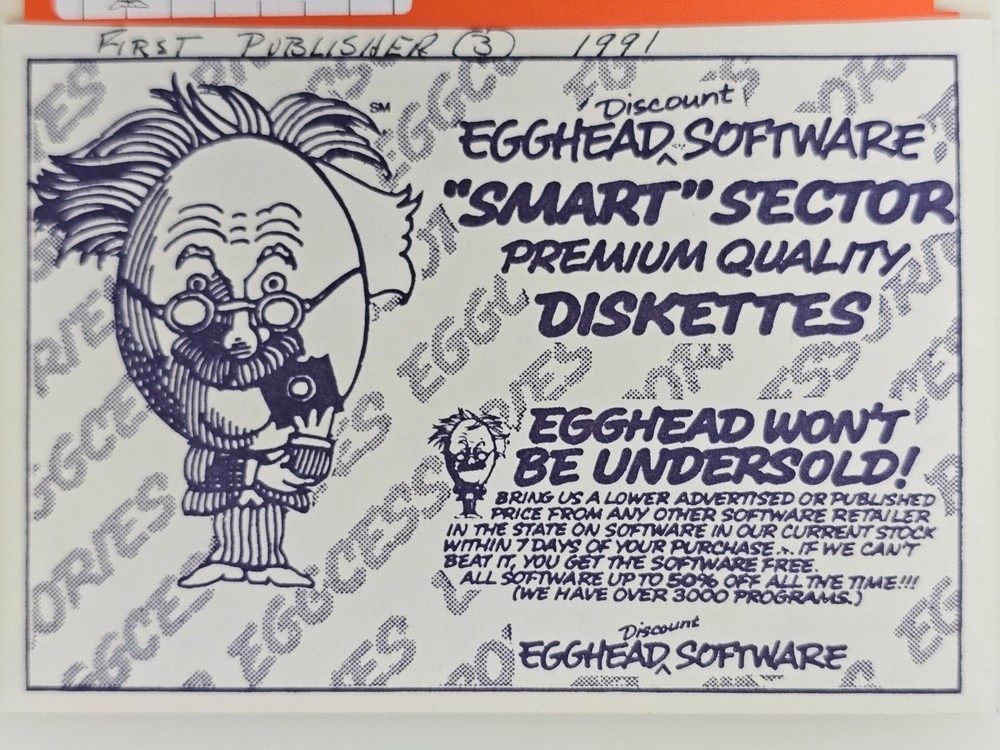 FIRST PUBLISHER (3) 1991
SM
Discount
EGGHEAD ^ SOFTWARE
"SMART" SECTOR
PREMIUM QUALITY
DISKETTES
EGGHEAD WON'T
BE UNDERSOLD!
BRING US A LOWER ADVERTISED OR PUBLISHED
PRICE FROM ANY OTHER SOFTWARE RETAILER
IN THE STATE ON SOFTWARE IN OUR CURRENT STOCK
WITHIN 7 DAYS OF YOUR PURCHASE... IF WE CAN'T
BEAT IT, YOU GET THE SOFTWARE FREE.
ALL SOFTWARE UP TO 50% OFF ALL THE TIME!!!
(WE HAVE OVER 3000 PROGRAMS.)
Discount
EGGHEAD ^ SOFTWARE
EGGCESSORIES